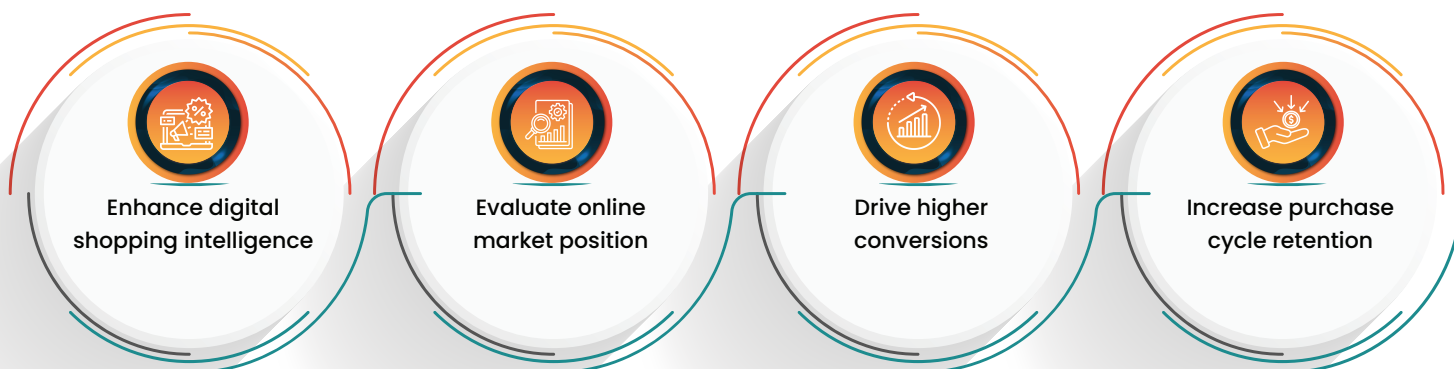 Enhance digital
shopping intelligence
Evaluate online
market position
Drive higher
conversions
Increase purchase
cycle retention